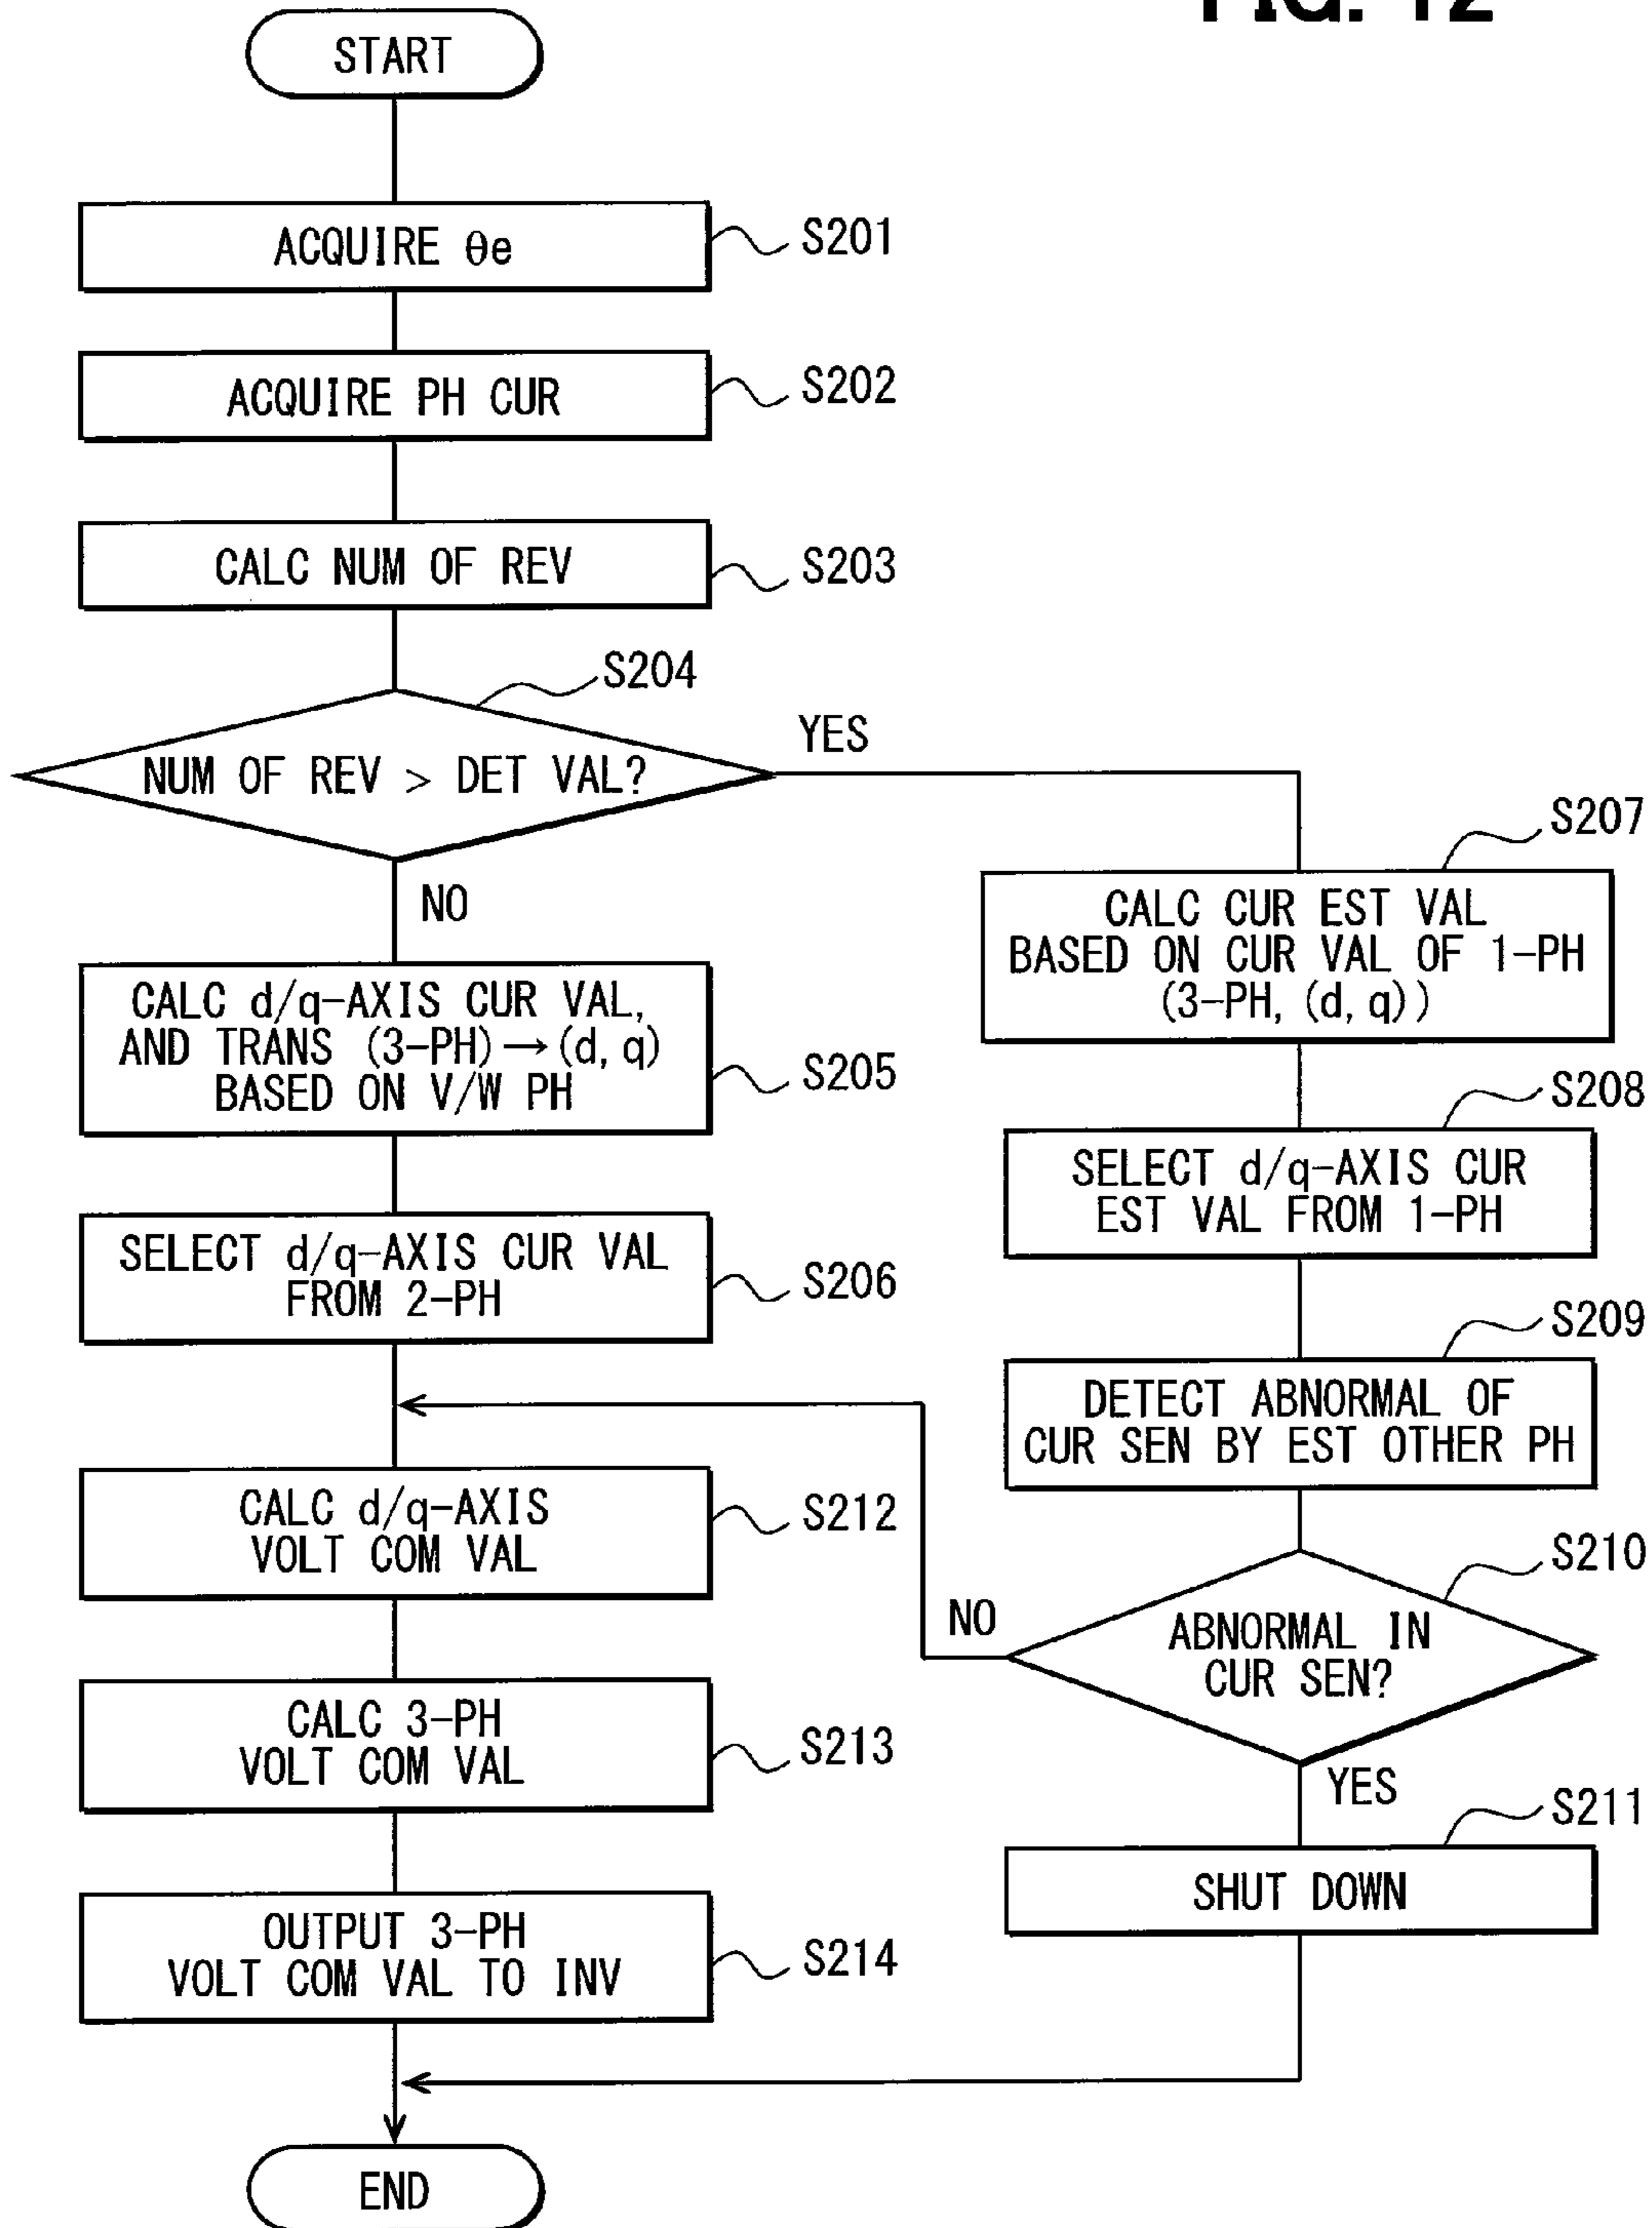 FIG. 12
START
ACQUIRE θe
S201
ACQUIRE PH CUR
S202
CALC NUM OF REV
S203
S204
NUM OF REV > DET VAL?
YES
NO
CALC d/q-AXIS CUR VAL,
AND TRANS (3-PH)→(d, q)
BASED ON V/W PH
S205
SELECT d/q-AXIS CUR VAL
FROM 2-PH
S206
S207
CALC CUR EST VAL
BASED ON CUR VAL OF 1-PH
(3-PH, (d, q))
S208
SELECT d/q-AXIS CUR
EST VAL FROM 1-PH
S209
DETECT ABNORMAL OF
CUR SEN BY EST OTHER PH
S210
ABNORMAL IN
CUR SEN?
NO
YES
S211
SHUT DOWN
CALC d/q-AXIS
VOLT COM VAL
S212
CALC 3-PH
VOLT COM VAL
S213
OUTPUT 3-PH
VOLT COM VAL TO INV
S214
END